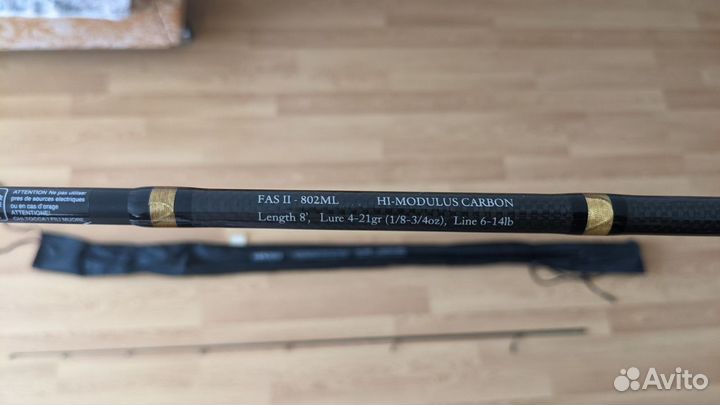 ATTENTION Ne pas utiliser
pres de sources electriques
ou en cas d'orage
ATTENTIONE!
FAS II - 802ML HI-MODULUS CARBON
Length 8', Lure 4-21gr (1/8-3/4oz), Line 6-14lb
Avito